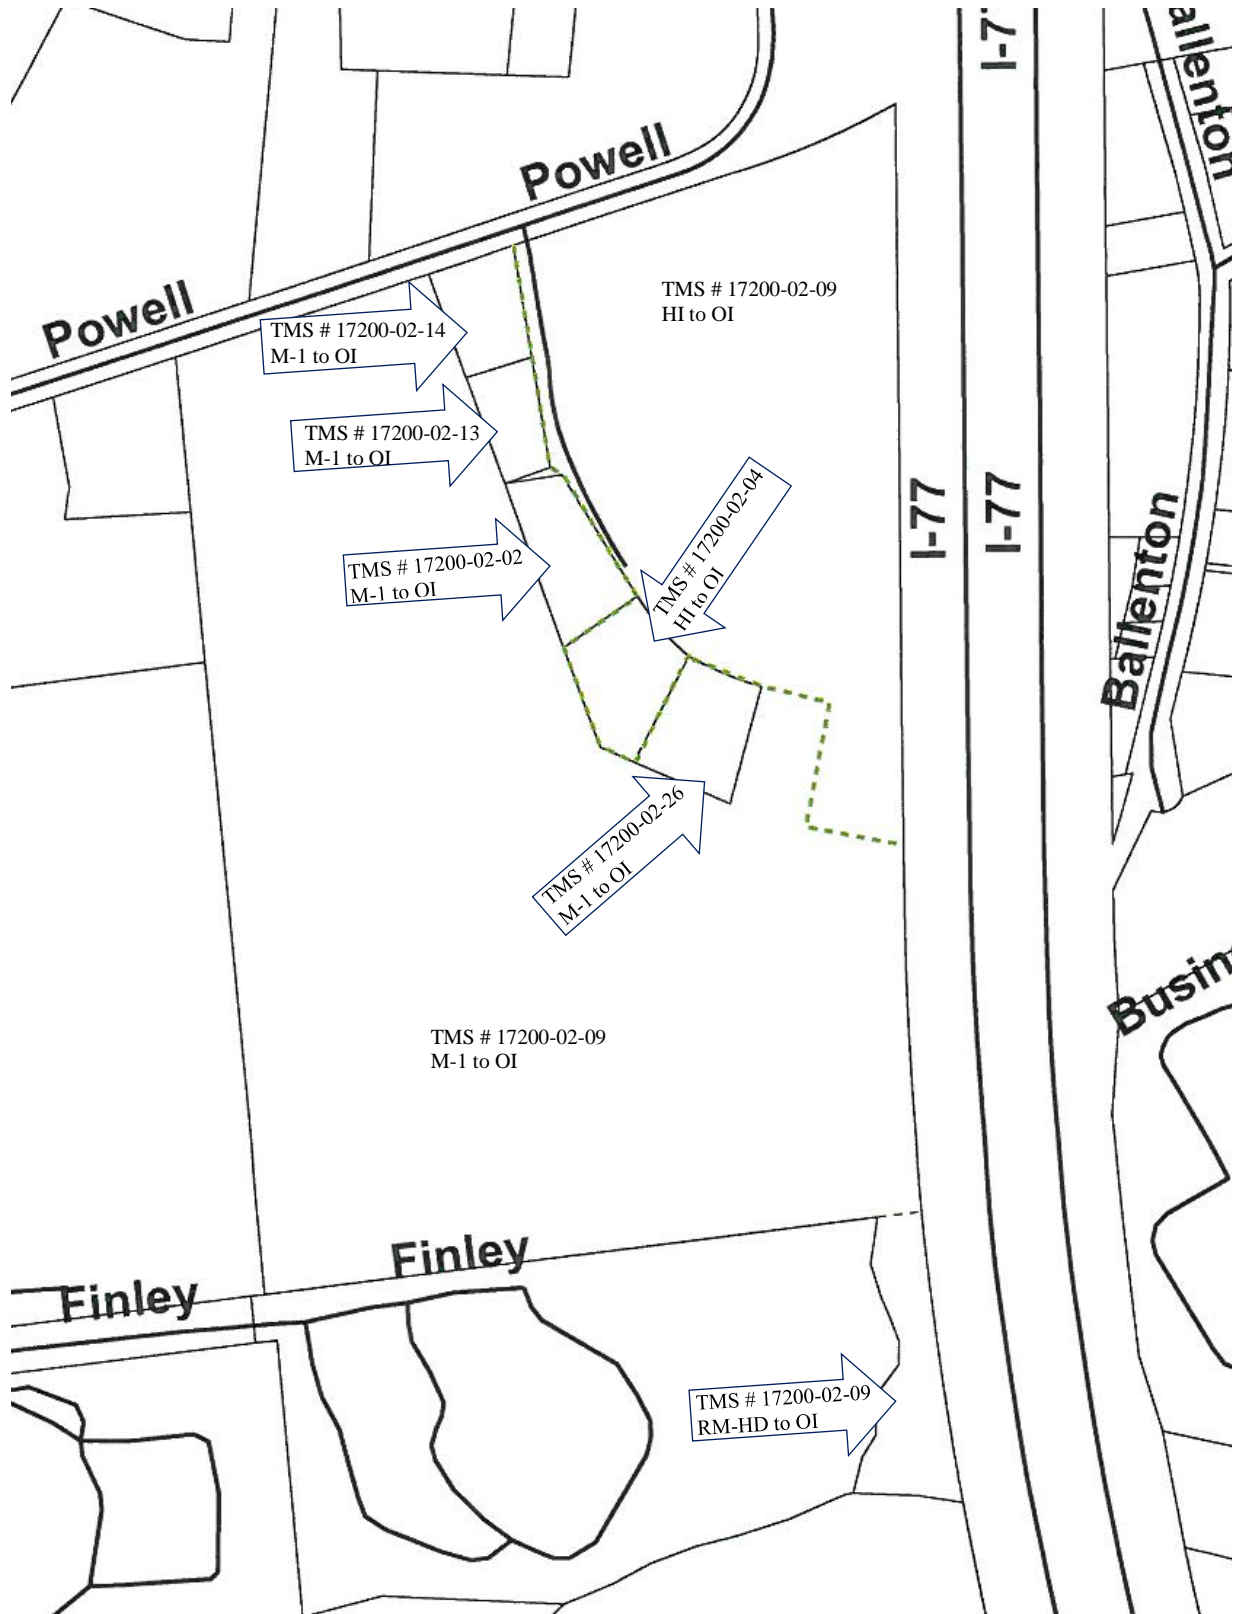 I-7
allenton
Powell
Powell
TMS # 17200-02-09
HI to OI
TMS # 17200-02-14
M-1 to OI
TMS # 17200-02-13
M-1 to OI
TMS # 17200-02-04
HI to OI
I-77
I-77
TMS # 17200-02-02
M-1 to OI
Ballenton
TMS # 17200-02-26
M-1 to OI
Busin
TMS # 17200-02-09
M-1 to OI
Finley
Finley
TMS # 17200-02-09
RM-HD to OI